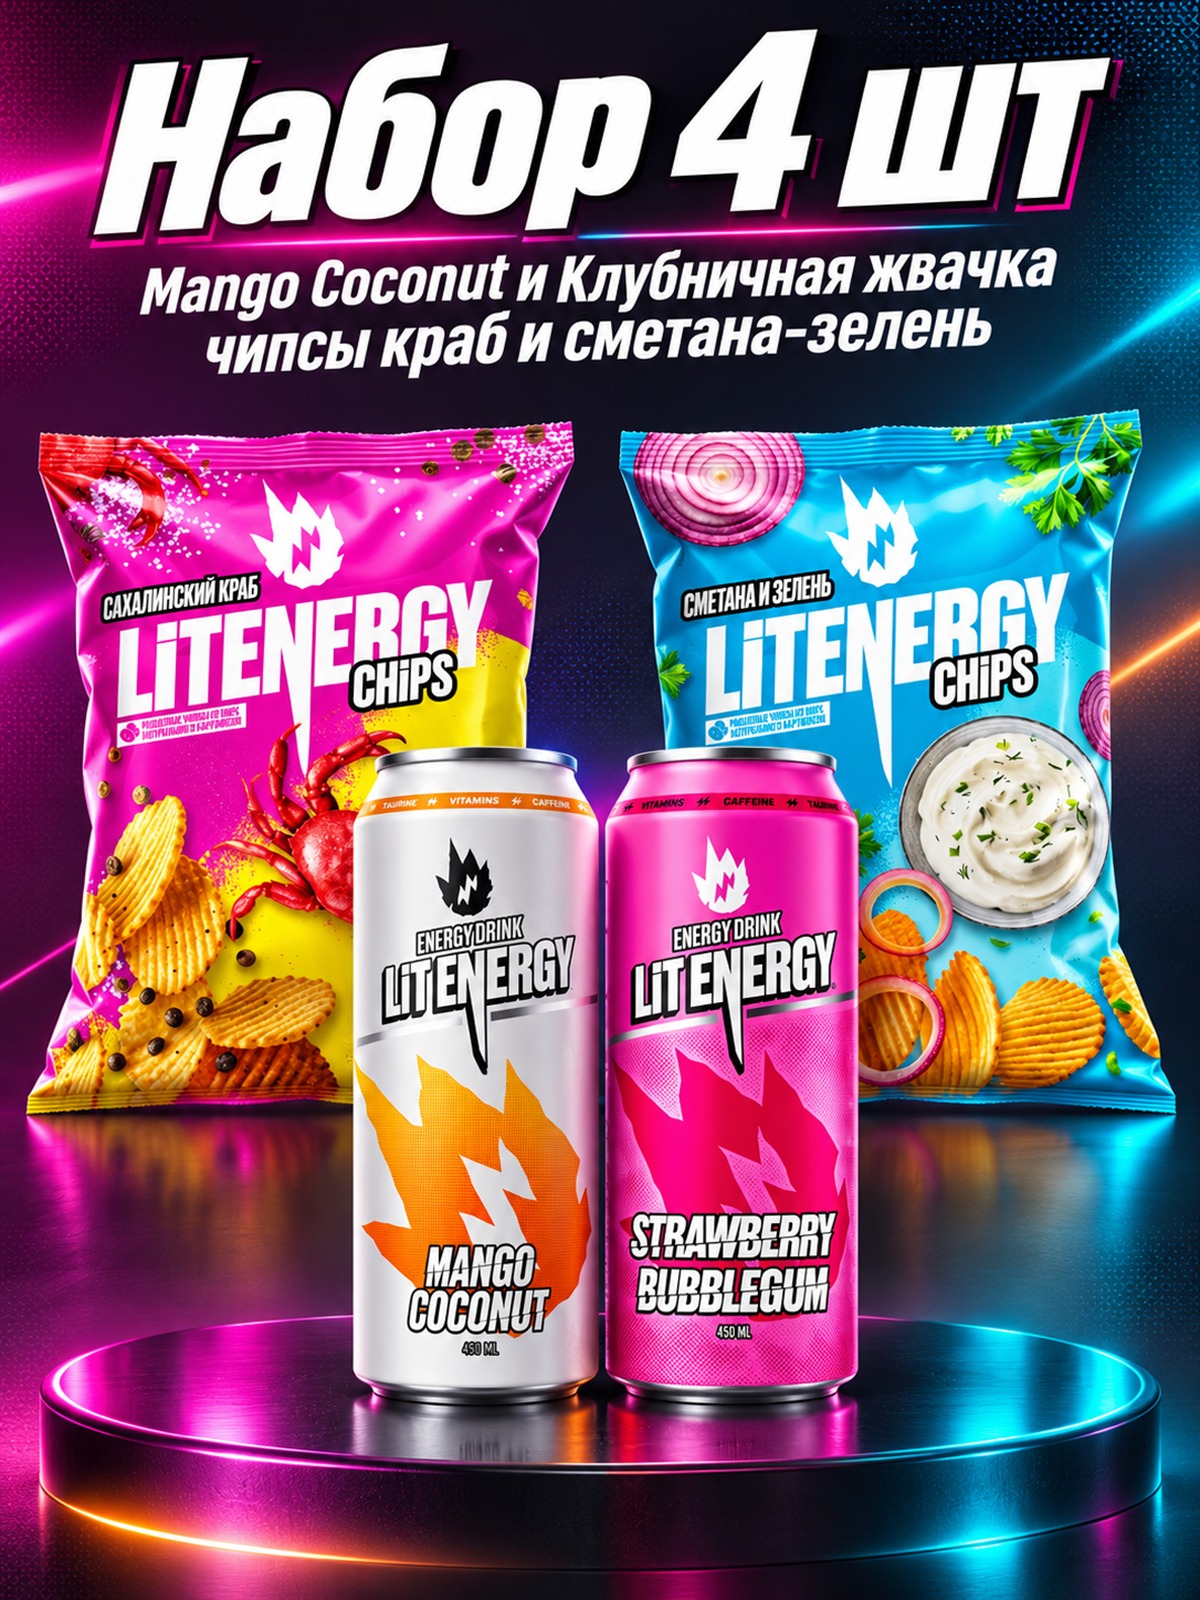 Набор 4 шт
Mango Coconut и Клубничная жвачка
чипсы краб и сметана-зелень
САХАЛИНСКИЙ КРАБ
LiTENERGY
CHiPS
СМЕТАНА И ЗЕЛЕНЬ
LiTENERGY
CHiPS
TAURINE VITAMINS CAFFEINE
ENERGY DRINK
LiT ENERGY
MANGO
COCONUT
450 ML
VITAMINS CAFFEINE TAURINE
ENERGY DRINK
LiT ENERGY
STRAWBERRY
BUBBLEGUM
450 ML